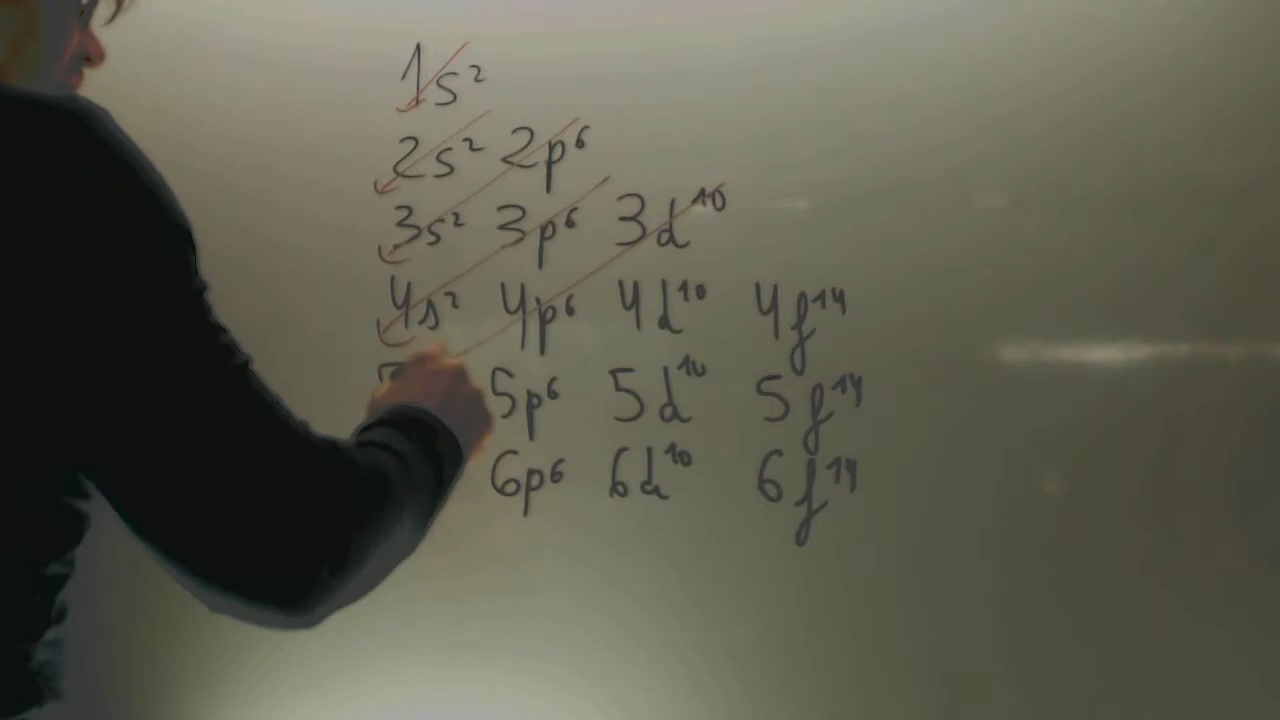 1s²
2s² 2p⁶
3s² 3p⁶ 3d¹⁰
4s² 4p⁶ 4d¹⁰ 4f¹⁴
5p⁶ 5d¹⁰ 5f¹⁴
6p⁶ 6d¹⁰ 6f¹⁴